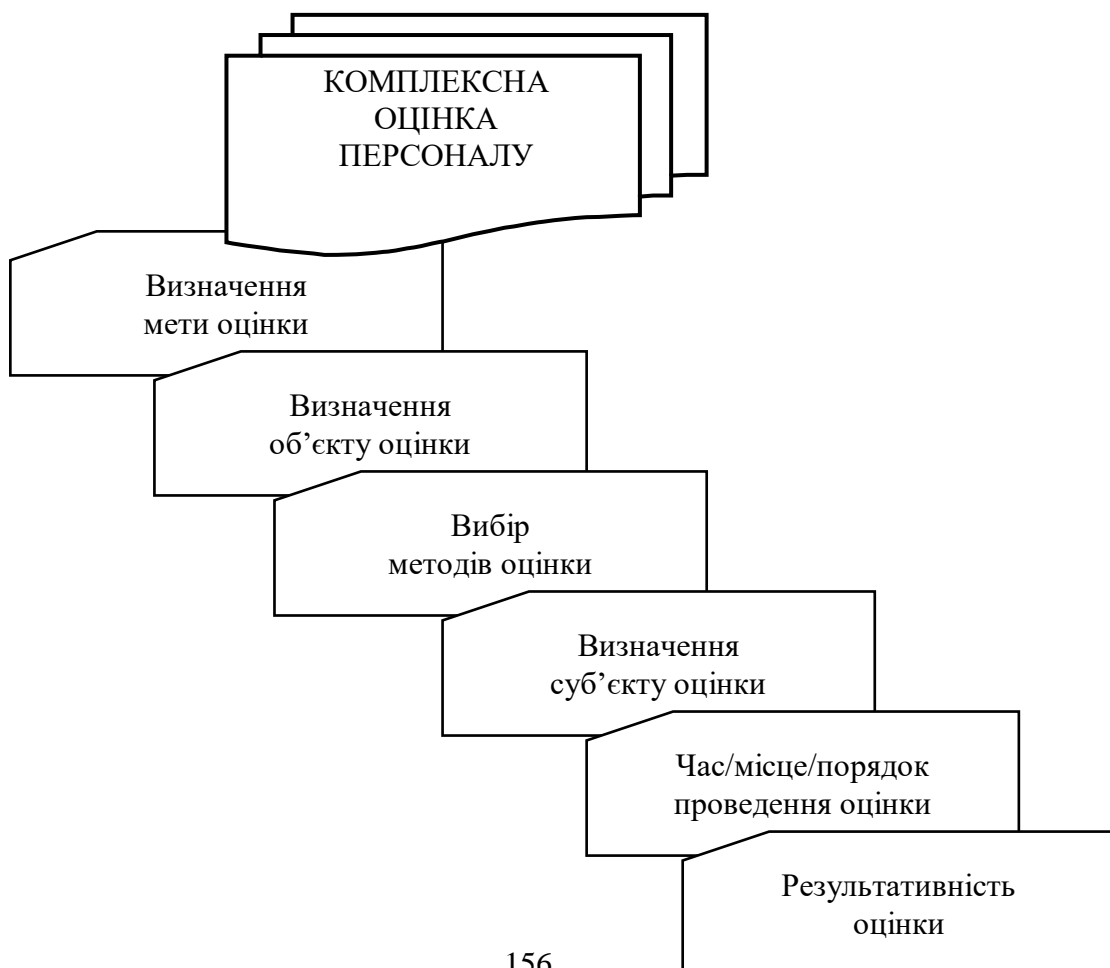 КОМПЛЕКСНА
ОЦІНКА
ПЕРСОНАЛУ
Визначення
мети оцінки
Визначення
об’єкту оцінки
Вибір
методів оцінки
Визначення
суб’єкту оцінки
Час/місце/порядок
проведення оцінки
Результативність
оцінки
156